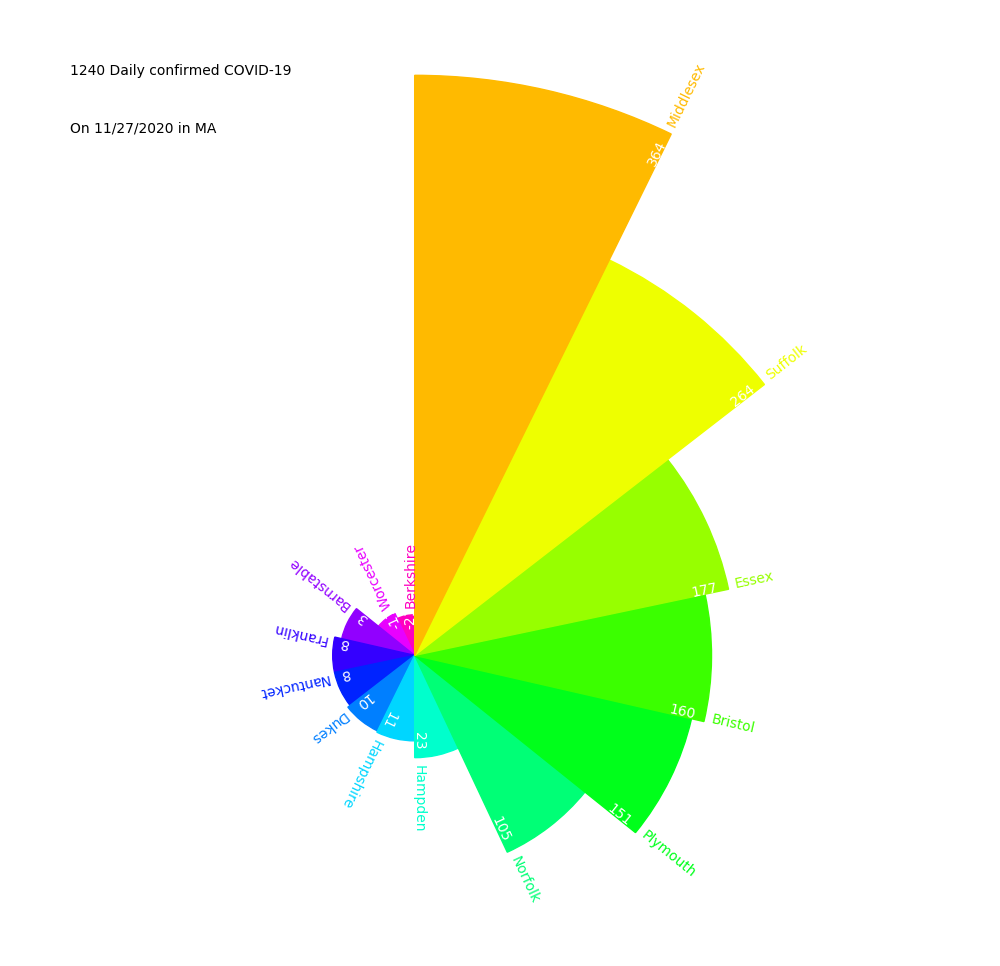 1240 Daily confirmed COVID-19
On 11/27/2020 in MA
Middlesex
364
Suffolk
264
Essex
177
Bristol
160
Plymouth
151
Norfolk
105
Hampden
23
Hampshire
11
Dukes
10
Nantucket
8
Franklin
8
Barnstable
3
Worcester
-1
Berkshire
-2